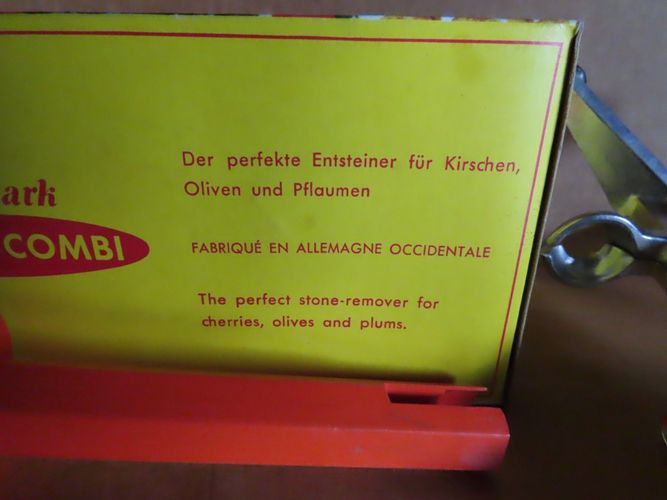 Der perfekte Entsteiner für Kirschen,
Oliven und Pflaumen
ark
COMBI
FABRIQUÉ EN ALLEMAGNE OCCIDENTALE
The perfect stone-remover for
cherries, olives and plums.